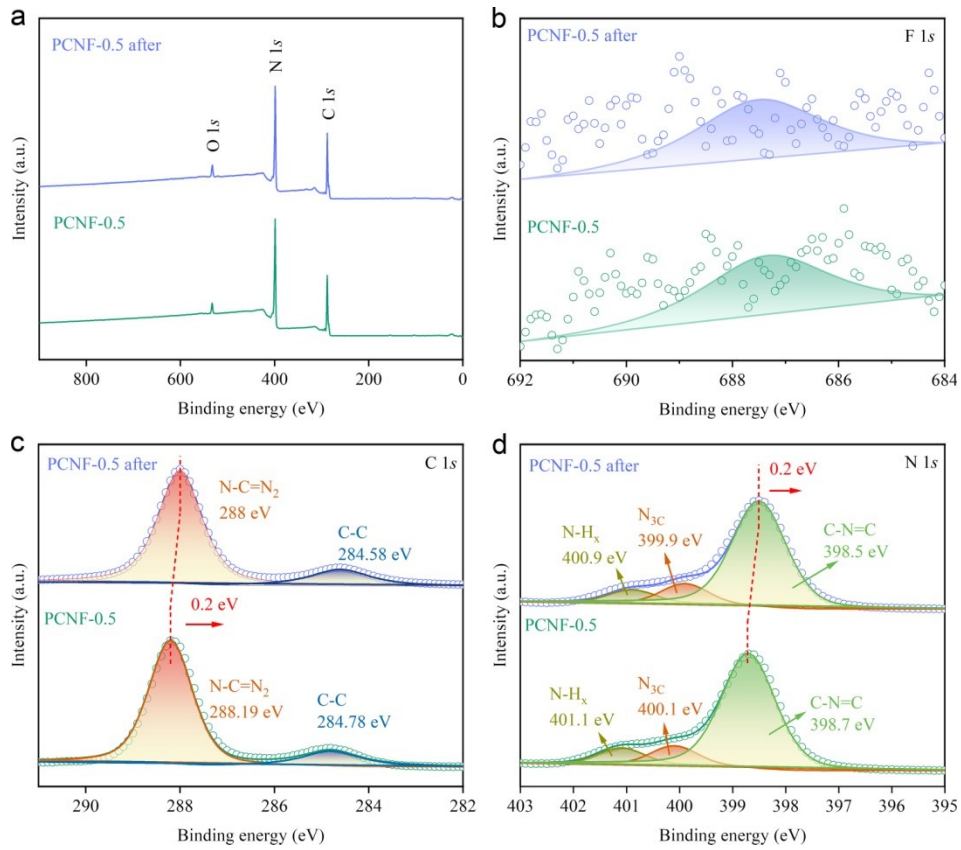 a
PCNF-0.5 after
O 1s
N 1s
C 1s
PCNF-0.5
Intensity (a.u.)
800
600
400
200
0
Binding energy (eV)
b
PCNF-0.5 after
F 1s
PCNF-0.5
Intensity (a.u.)
692
690
688
686
684
Binding energy (eV)
c
PCNF-0.5 after
C 1s
N-C=N₂
288 eV
C-C
284.58 eV
0.2 eV
PCNF-0.5
N-C=N₂
288.19 eV
C-C
284.78 eV
Intensity (a.u.)
290
288
286
284
282
Binding energy (eV)
d
PCNF-0.5 after
N 1s
0.2 eV
N-Hₓ
400.9 eV
N₃C
399.9 eV
C-N=C
398.5 eV
PCNF-0.5
N-Hₓ
401.1 eV
N₃C
400.1 eV
C-N=C
398.7 eV
Intensity (a.u.)
403
402
401
400
399
398
397
396
395
Binding energy (eV)